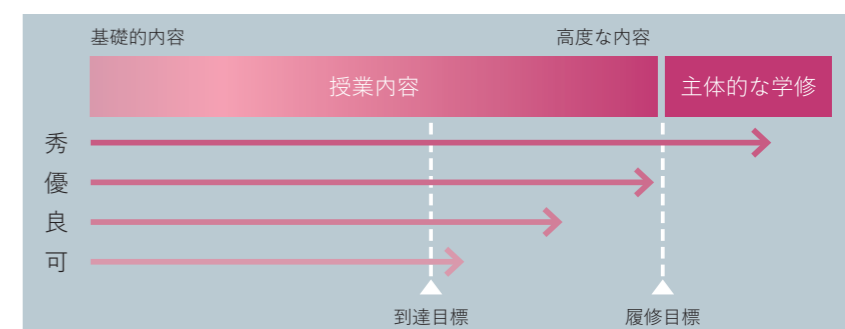 基礎的内容
高度な内容
授業内容
主体的な学修
秀
優
良
可
到達目標
履修目標